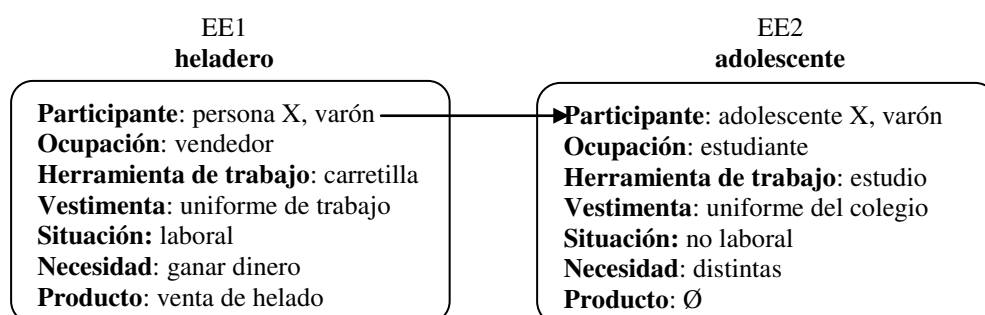 EE1
heladero
Participante: persona X, varón
Ocupación: vendedor
Herramienta de trabajo: carretilla
Vestimenta: uniforme de trabajo
Situación: laboral
Necesidad: ganar dinero
Producto: venta de helado
EE2
adolescente
Participante: adolescente X, varón
Ocupación: estudiante
Herramienta de trabajo: estudio
Vestimenta: uniforme del colegio
Situación: no laboral
Necesidad: distintas
Producto: Ø